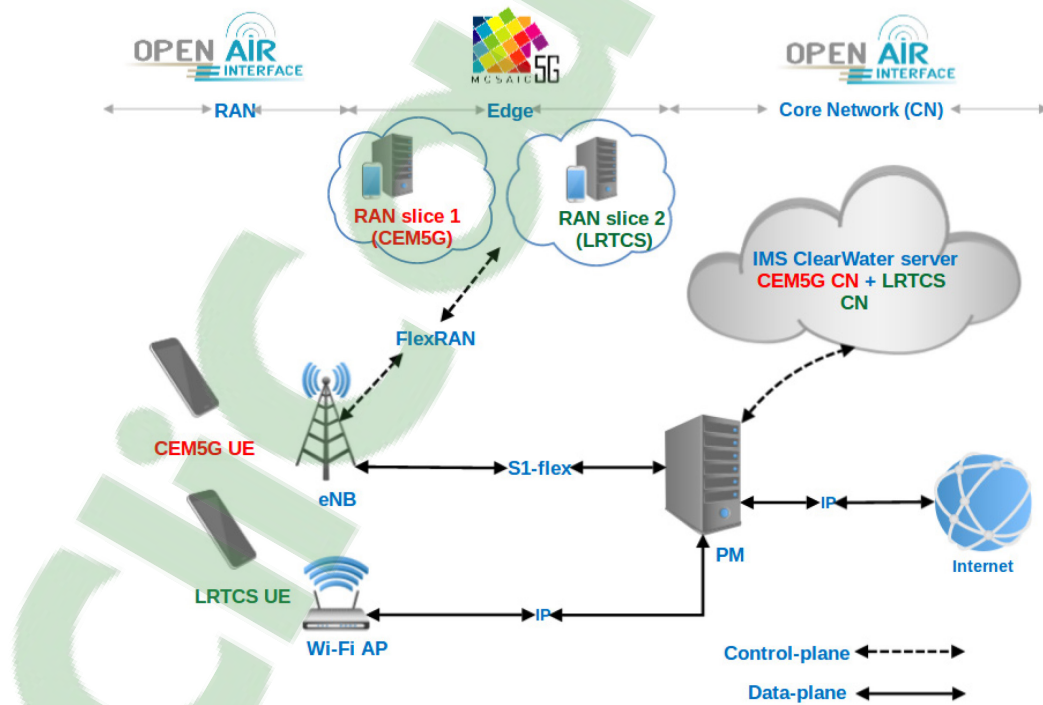 OPEN AIR INTERFACE
MOSAIC 5G
OPEN AIR INTERFACE
RAN
Edge
Core Network (CN)
RAN slice 1
(CEM5G)
RAN slice 2
(LRTCS)
IMS ClearWater server
CEM5G CN + LRTCS
CN
FlexRAN
CEM5G UE
eNB
S1-flex
PM
IP
Internet
LRTCS UE
Wi-Fi AP
IP
Control-plane
Data-plane